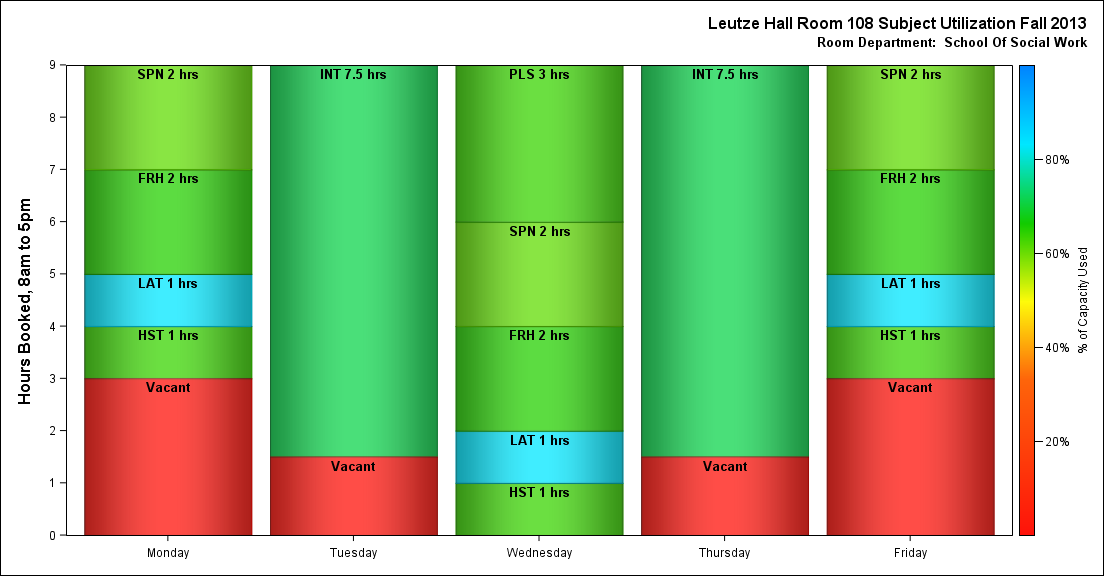 Leutze Hall Room 108 Subject Utilization Fall 2013
Room Department:  School Of Social Work
Hours Booked, 8am to 5pm
9
8
7
6
5
4
3
2
1
0
SPN 2 hrs
FRH 2 hrs
LAT 1 hrs
HST 1 hrs
Vacant
INT 7.5 hrs
Vacant
PLS 3 hrs
SPN 2 hrs
FRH 2 hrs
LAT 1 hrs
HST 1 hrs
INT 7.5 hrs
Vacant
SPN 2 hrs
FRH 2 hrs
LAT 1 hrs
HST 1 hrs
Vacant
Monday
Tuesday
Wednesday
Thursday
Friday
80%
60%
40%
20%
% of Capacity Used